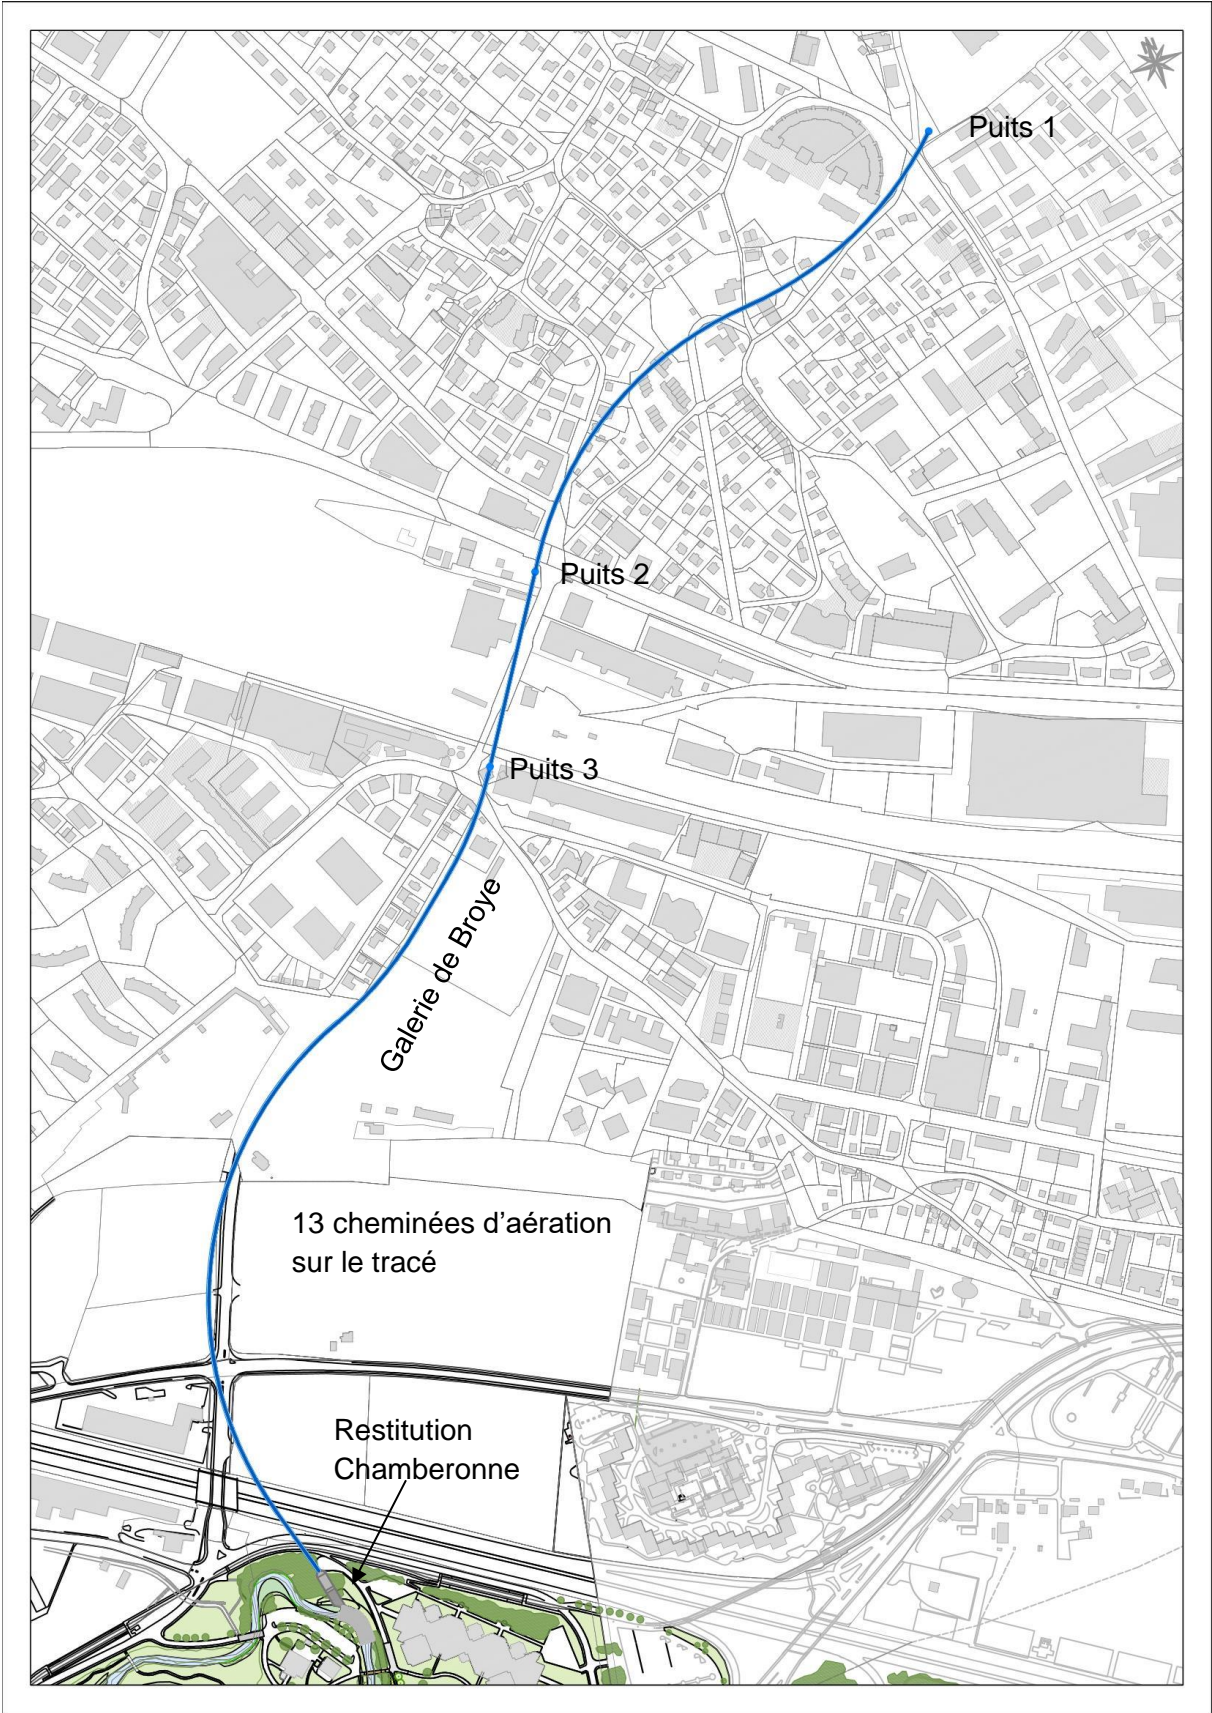 Puits 1
Puits 2
Puits 3
Galerie de Broye
13 cheminées d’aération
sur le tracé
Restitution
Chamberonne